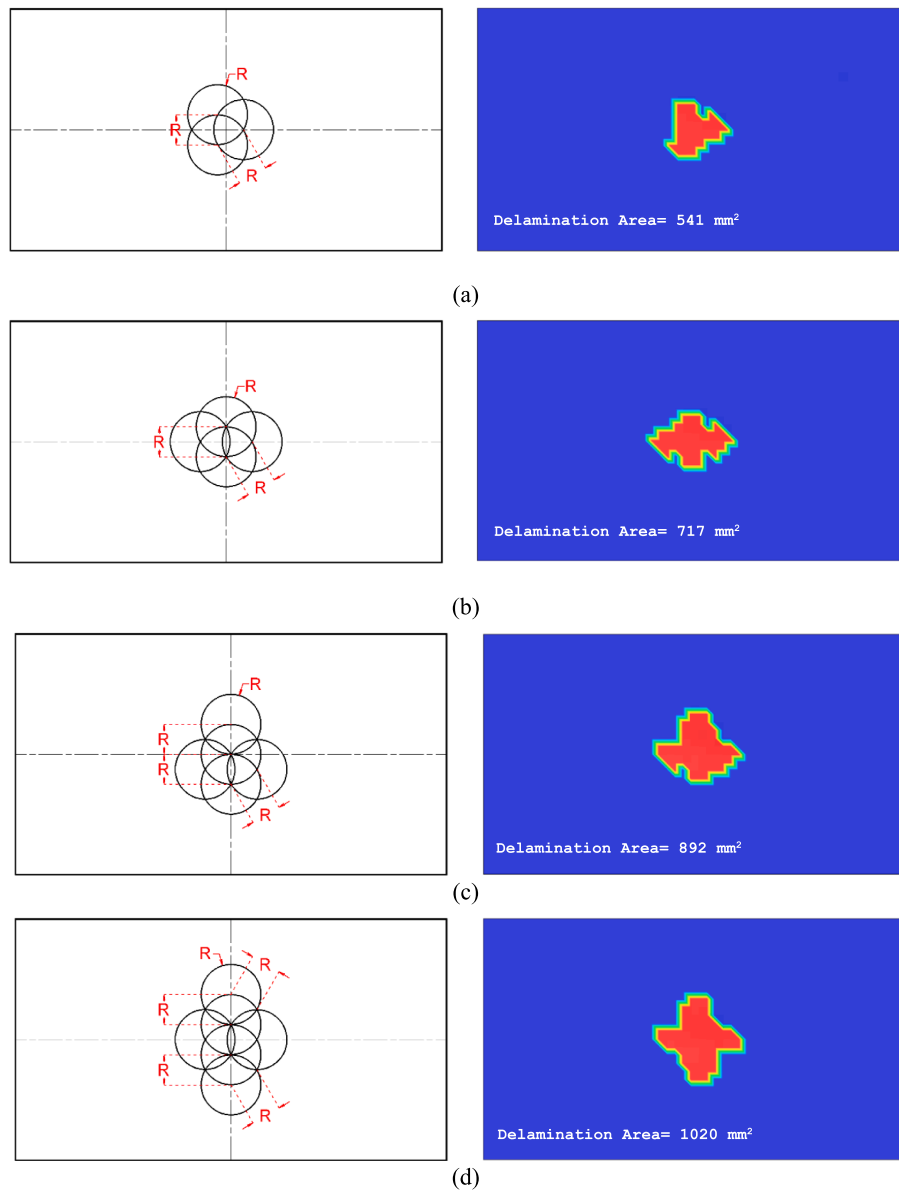 R
R
R
Delamination Area= 541 mm²
(a)
R
R
R
Delamination Area= 717 mm²
(b)
R
R
R
R
Delamination Area= 892 mm²
(c)
R
R
R
R
R
Delamination Area= 1020 mm²
(d)